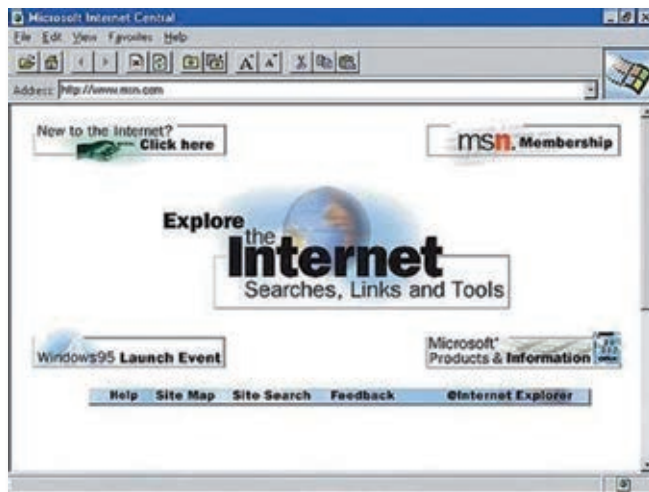 Microsoft Internet Central
File Edit View Favorites Help
Address: http://www.msn.com
New to the Internet?
Click here
msn. Membership
Explore
the
Internet
Searches, Links and Tools
Windows95 Launch Event
Microsoft®
Products & Information
Help Site Map Site Search Feedback @Internet Explorer